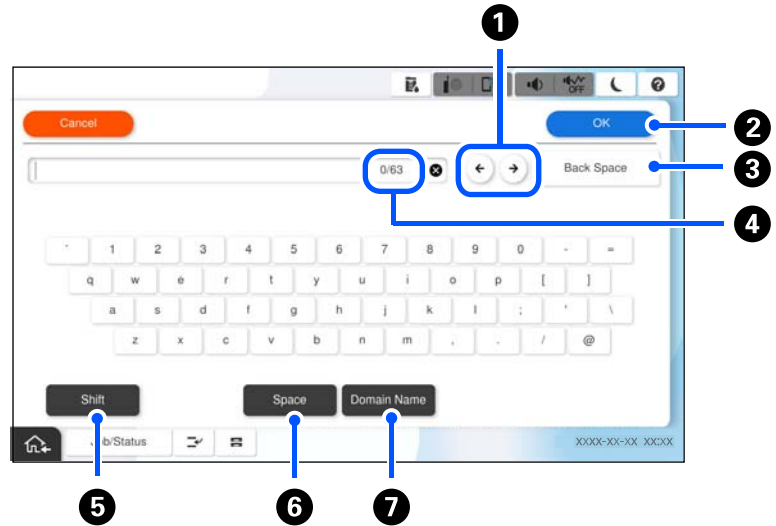 1
OFF
Cancel
OK
2
0/63
Back Space
3
4
` 1 2 3 4 5 6 7 8 9 0 - =
q w e r t y u i o p [ ]
a s d f g h j k l ; ' \
z x c v b n m , . / @
Shift
Space
Domain Name
/Status
XXXX-XX-XX XX:XX
5
6
7